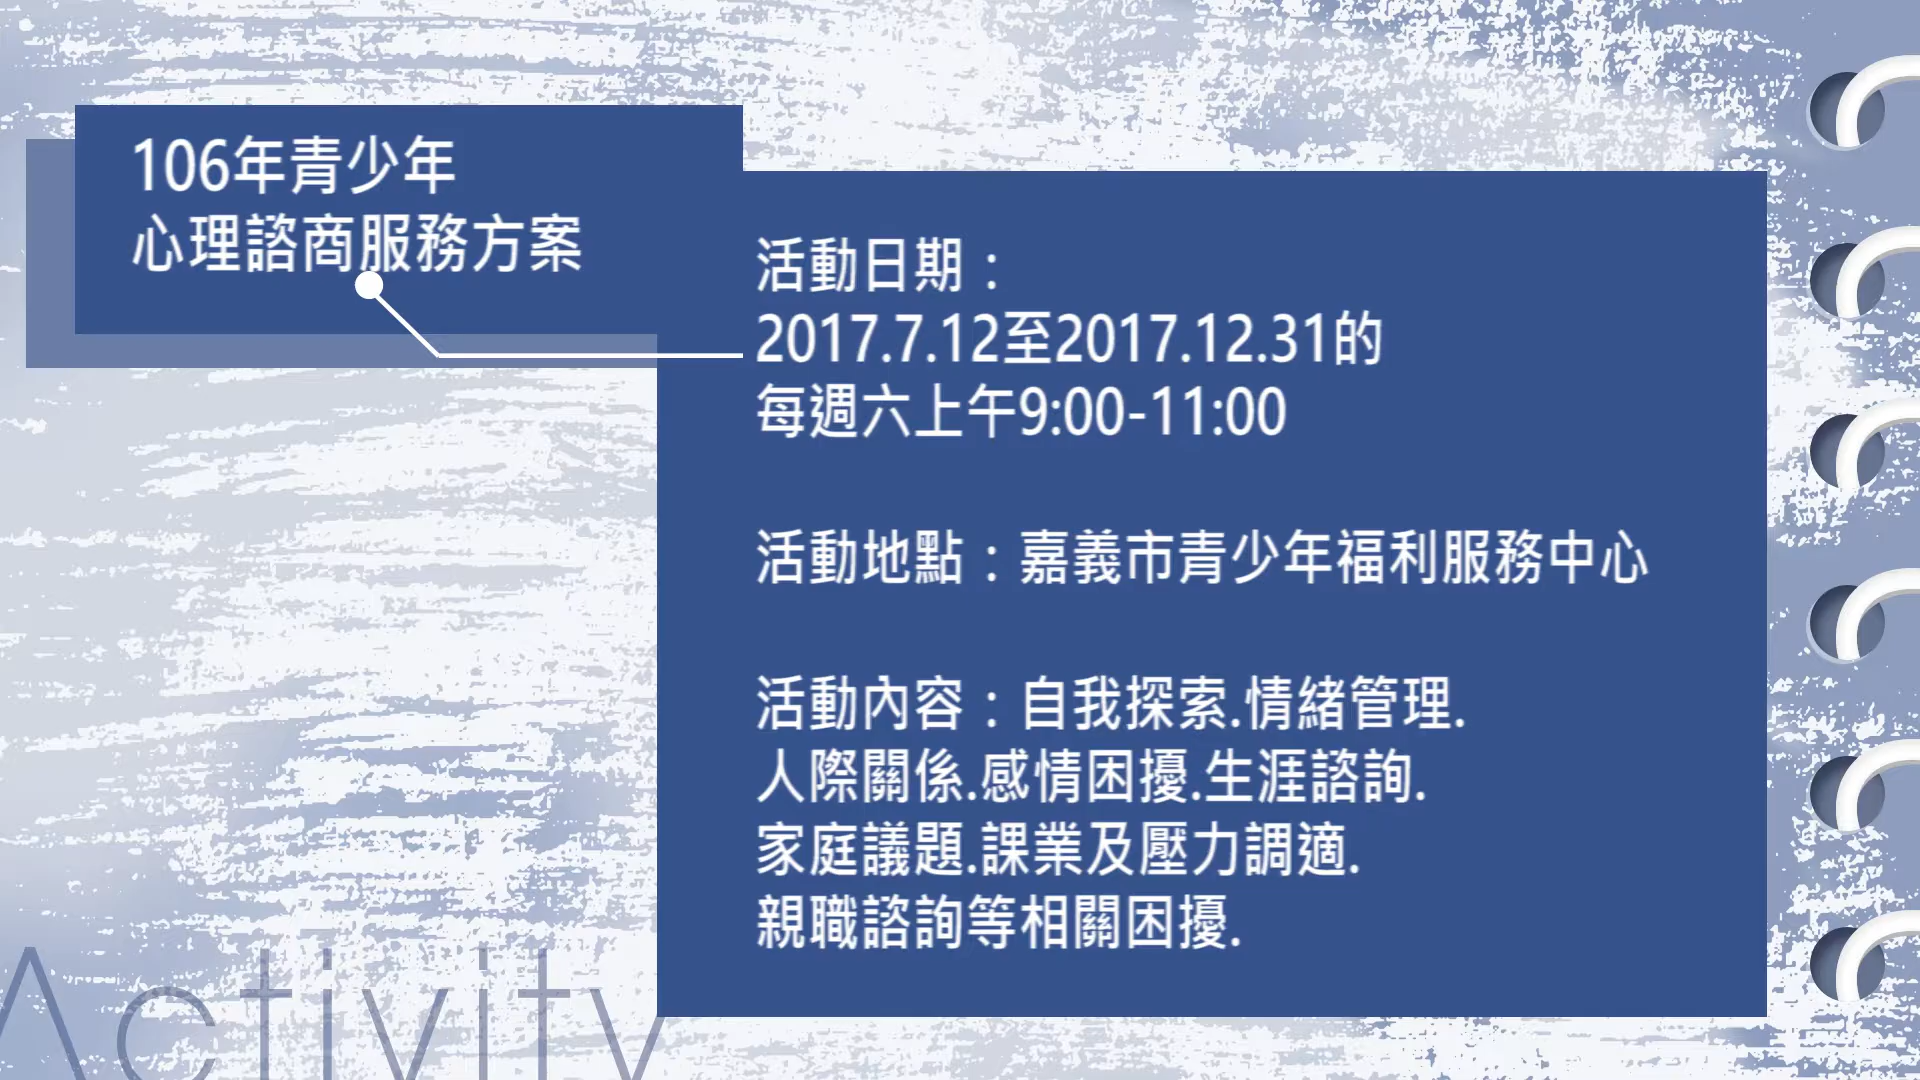 106年青少年
心理諮商服務方案
活動日期：
2017.7.12至2017.12.31的
每週六上午9:00-11:00
活動地點：嘉義市青少年福利服務中心
活動內容：自我探索.情緒管理.
人際關係.感情困擾.生涯諮詢.
家庭議題.課業及壓力調適.
親職諮詢等相關困擾.
Activity